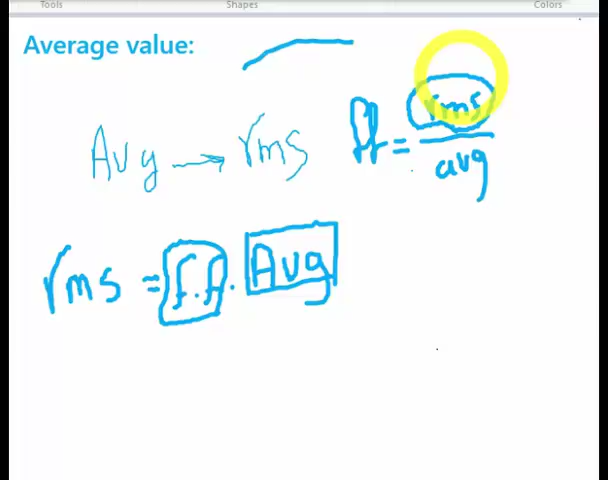 Tools Shapes Colors
Average value:
Avg → rms ff = rms / avg
rms = f.f. Avg